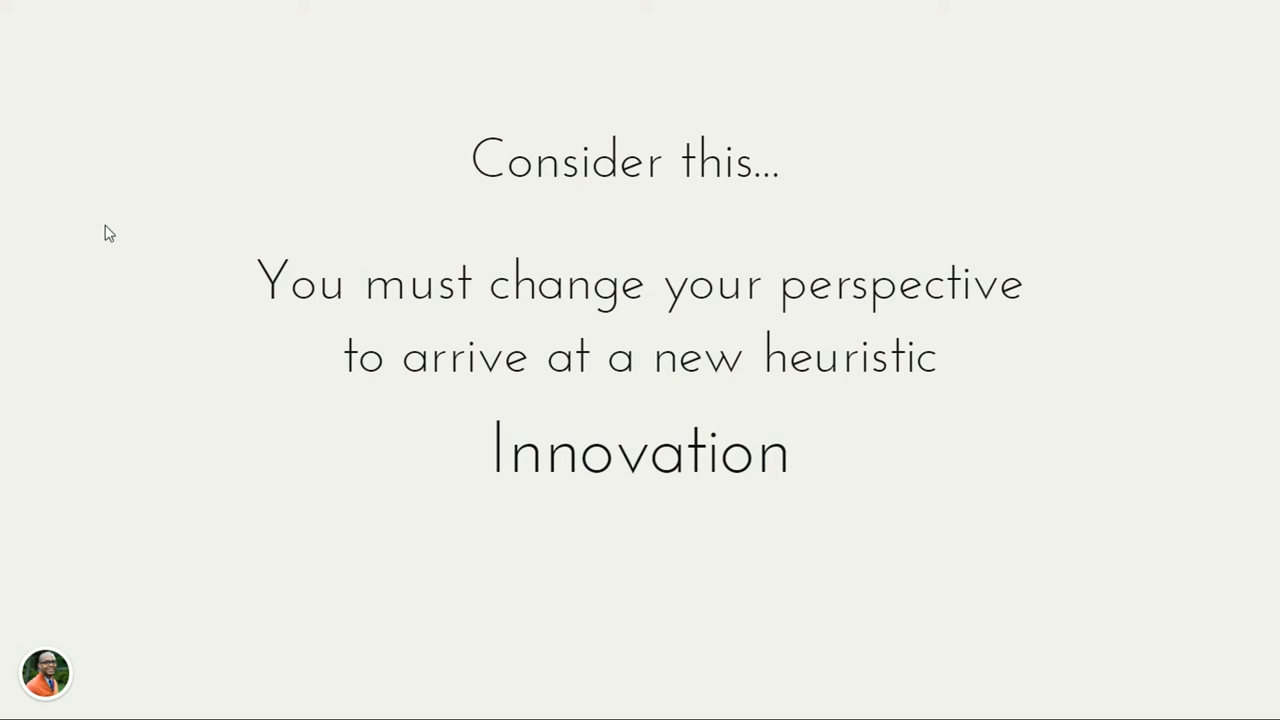 Consider this...
You must change your perspective
to arrive at a new heuristic
Innovation